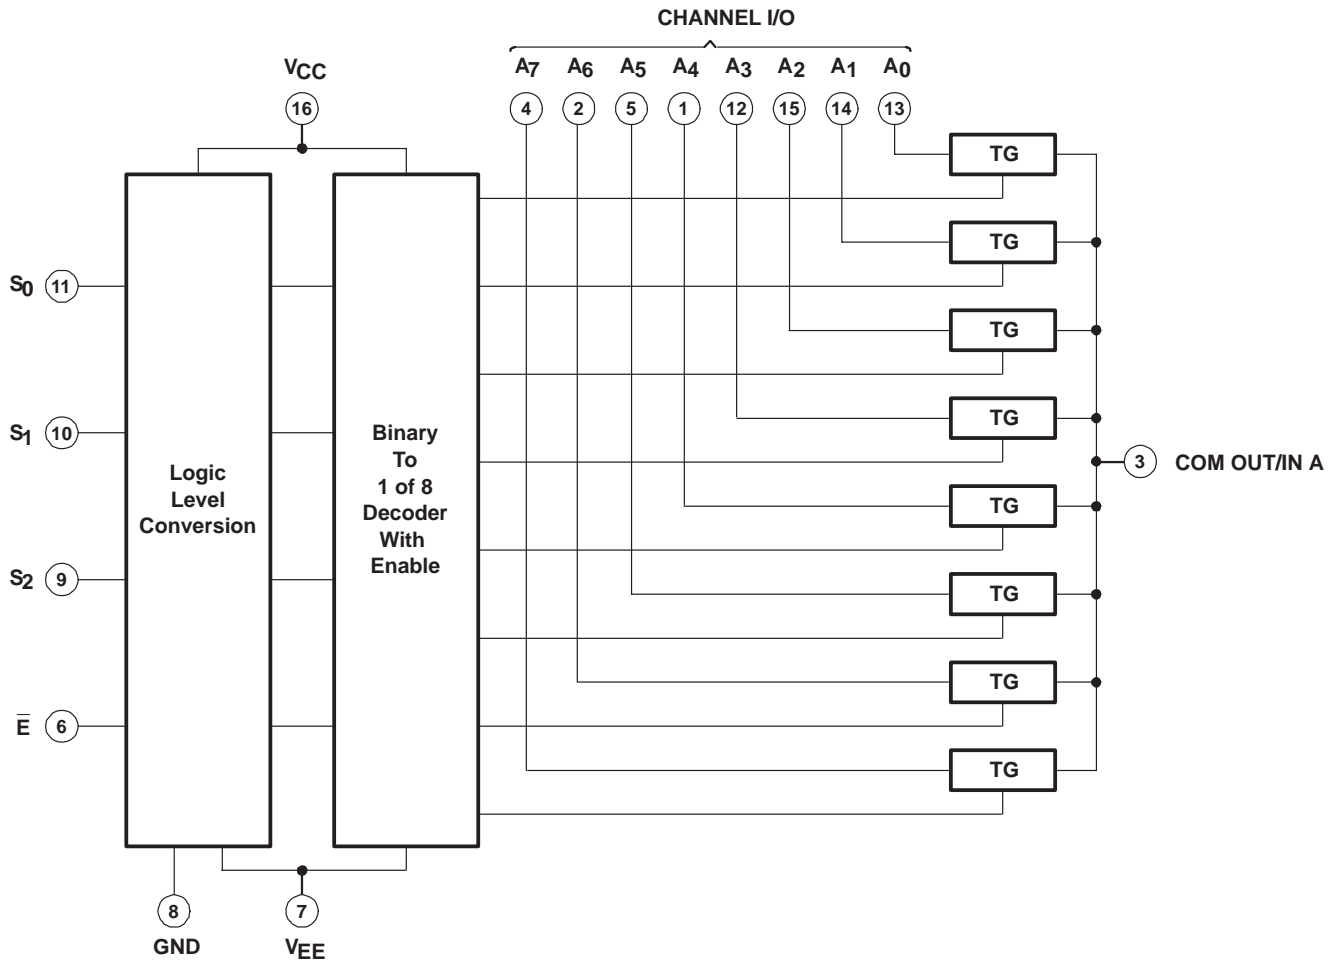 CHANNEL I/O
VCC
A7 A6 A5 A4 A3 A2 A1 A0
16
4 2 5 1 12 15 14 13
TG
TG
S0 11
TG
TG
S1 10
Binary
To
1 of 8
Decoder
With
Enable
Logic
Level
Conversion
3 COM OUT/IN A
TG
S2 9
TG
TG
E̅ 6
TG
8
7
GND
VEE